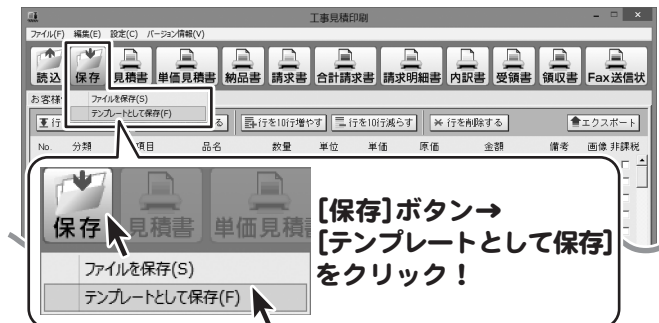 工事見積印刷
ファイル(F) 編集(E) 設定(C) バージョン情報(V)
読込 保存 見積書 単価見積書 納品書 請求書 合計請求書 請求明細書 内訳書 受領書 領収書 Fax送信状
お客様
ファイルを保存(S)
テンプレートとして保存(F)
行 る 行を10行増やす 行を10行減らす 行を削除する エクスポート
No. 分類 項目 品名 数量 単位 単価 原価 金額 備考 画像 非課税
保存 見積書 単価見積
ファイルを保存(S)
テンプレートとして保存(F)
[保存]ボタン→
[テンプレートとして保存]
をクリック！